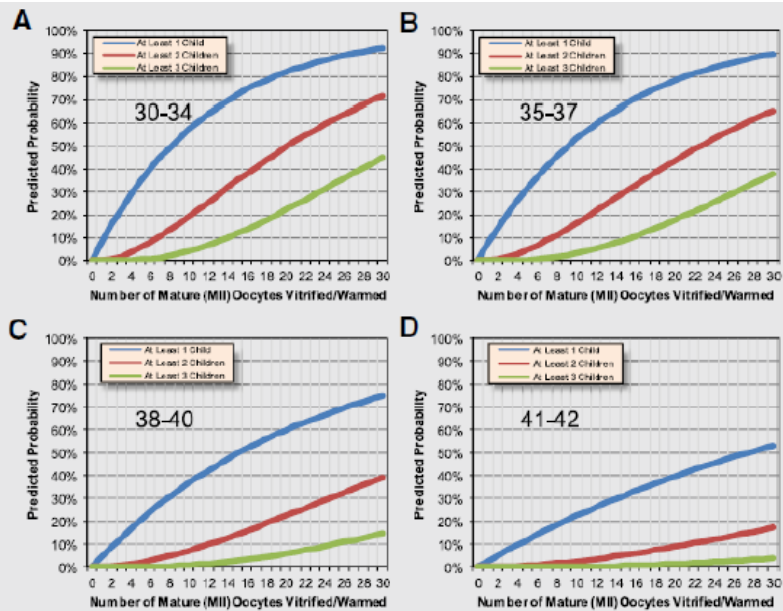 A
100%
90%
80%
70%
60%
50%
40%
30%
20%
10%
0%
Predicted Probability
At Least 1 Child
At Least 2 Children
At Least 3 Children
30-34
0 2 4 6 8 10 12 14 16 18 20 22 24 26 28 30
Number of Mature (MII) Oocytes Vitrified/Warmed
B
100%
90%
80%
70%
60%
50%
40%
30%
20%
10%
0%
Predicted Probability
At Least 1 Child
At Least 2 Children
At Least 3 Children
35-37
0 2 4 6 8 10 12 14 16 18 20 22 24 26 28 30
Number of Mature (MII) Oocytes Vitrified/Warmed
C
100%
90%
80%
70%
60%
50%
40%
30%
20%
10%
0%
Predicted Probability
At Least 1 Child
At Least 2 Children
At Least 3 Children
38-40
0 2 4 6 8 10 12 14 16 18 20 22 24 26 28 30
Number of Mature (MII) Oocytes Vitrified/Warmed
D
100%
90%
80%
70%
60%
50%
40%
30%
20%
10%
0%
Predicted Probability
At Least 1 Child
At Least 2 Children
At Least 3 Children
41-42
0 2 4 6 8 10 12 14 16 18 20 22 24 26 28 30
Number of Mature (MII) Oocytes Vitrified/Warmed